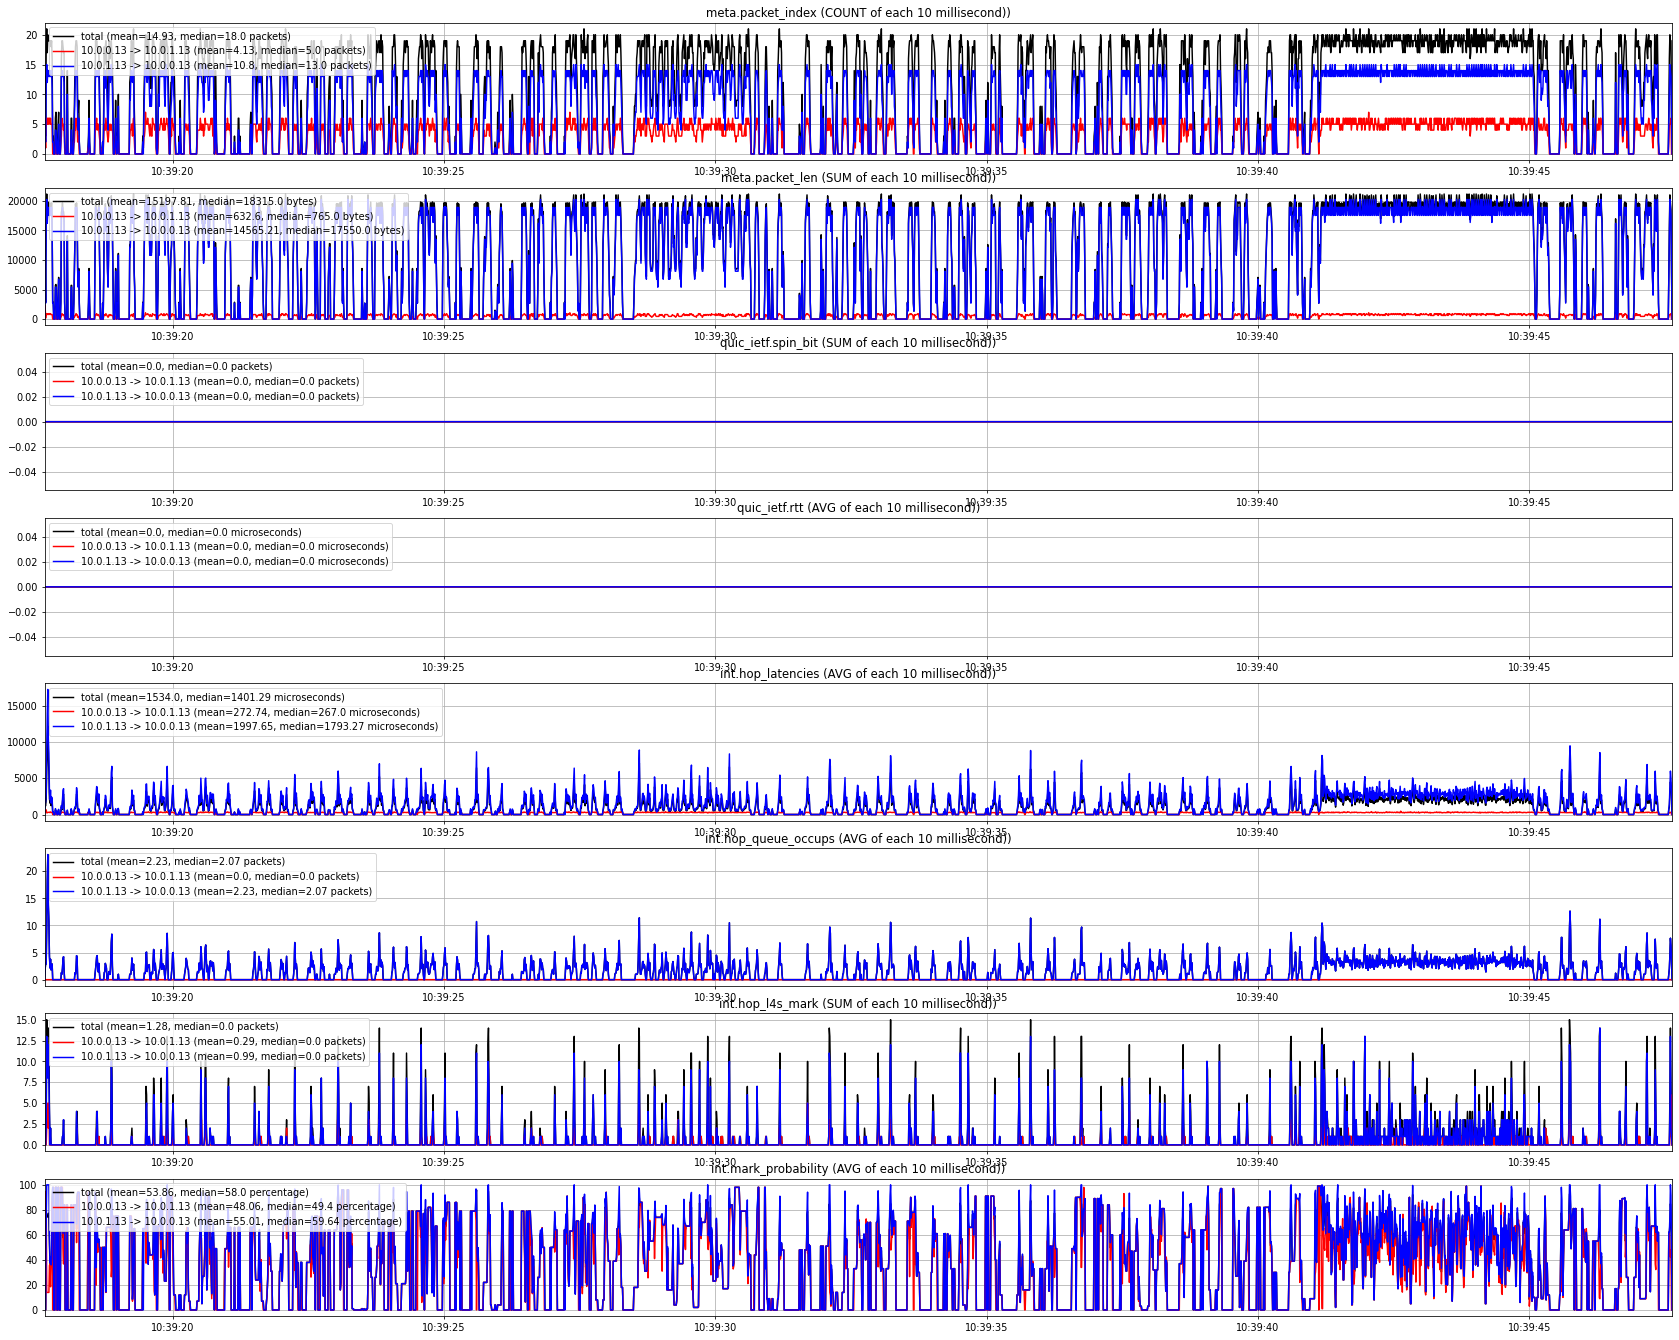 meta.packet_index (COUNT of each 10 millisecond))
total (mean=14.93, median=18.0 packets)
10.0.0.13 -> 10.0.1.13 (mean=4.13, median=5.0 packets)
10.0.1.13 -> 10.0.0.13 (mean=10.8, median=13.0 packets)
20
15
10
5
0
10:39:20 10:39:25 10:39:30 10:39:35 10:39:40 10:39:45
meta.packet_len (SUM of each 10 millisecond))
total (mean=15197.81, median=18315.0 bytes)
10.0.0.13 -> 10.0.1.13 (mean=632.6, median=765.0 bytes)
10.0.1.13 -> 10.0.0.13 (mean=14565.21, median=17550.0 bytes)
20000
15000
10000
5000
0
10:39:20 10:39:25 10:39:30 10:39:35 10:39:40 10:39:45
quic_ietf.spin_bit (SUM of each 10 millisecond))
total (mean=0.0, median=0.0 packets)
10.0.0.13 -> 10.0.1.13 (mean=0.0, median=0.0 packets)
10.0.1.13 -> 10.0.0.13 (mean=0.0, median=0.0 packets)
0.04
0.02
0.00
−0.02
−0.04
10:39:20 10:39:25 10:39:30 10:39:35 10:39:40 10:39:45
quic_ietf.rtt (AVG of each 10 millisecond))
total (mean=0.0, median=0.0 microseconds)
10.0.0.13 -> 10.0.1.13 (mean=0.0, median=0.0 microseconds)
10.0.1.13 -> 10.0.0.13 (mean=0.0, median=0.0 microseconds)
0.04
0.02
0.00
−0.02
−0.04
10:39:20 10:39:25 10:39:30 10:39:35 10:39:40 10:39:45
int.hop_latencies (AVG of each 10 millisecond))
total (mean=1534.0, median=1401.29 microseconds)
10.0.0.13 -> 10.0.1.13 (mean=272.74, median=267.0 microseconds)
10.0.1.13 -> 10.0.0.13 (mean=1997.65, median=1793.27 microseconds)
15000
10000
5000
0
10:39:20 10:39:25 10:39:30 10:39:35 10:39:40 10:39:45
int.hop_queue_occups (AVG of each 10 millisecond))
total (mean=2.23, median=2.07 packets)
10.0.0.13 -> 10.0.1.13 (mean=0.0, median=0.0 packets)
10.0.1.13 -> 10.0.0.13 (mean=2.23, median=2.07 packets)
20
15
10
5
0
10:39:20 10:39:25 10:39:30 10:39:35 10:39:40 10:39:45
int.hop_l4s_mark (SUM of each 10 millisecond))
total (mean=1.28, median=0.0 packets)
10.0.0.13 -> 10.0.1.13 (mean=0.29, median=0.0 packets)
10.0.1.13 -> 10.0.0.13 (mean=0.99, median=0.0 packets)
15.0
12.5
10.0
7.5
5.0
2.5
0.0
10:39:20 10:39:25 10:39:30 10:39:35 10:39:40 10:39:45
int.mark_probability (AVG of each 10 millisecond))
total (mean=53.86, median=58.0 percentage)
10.0.0.13 -> 10.0.1.13 (mean=48.06, median=49.4 percentage)
10.0.1.13 -> 10.0.0.13 (mean=55.01, median=59.64 percentage)
100
80
60
40
20
0
10:39:20 10:39:25 10:39:30 10:39:35 10:39:40 10:39:45